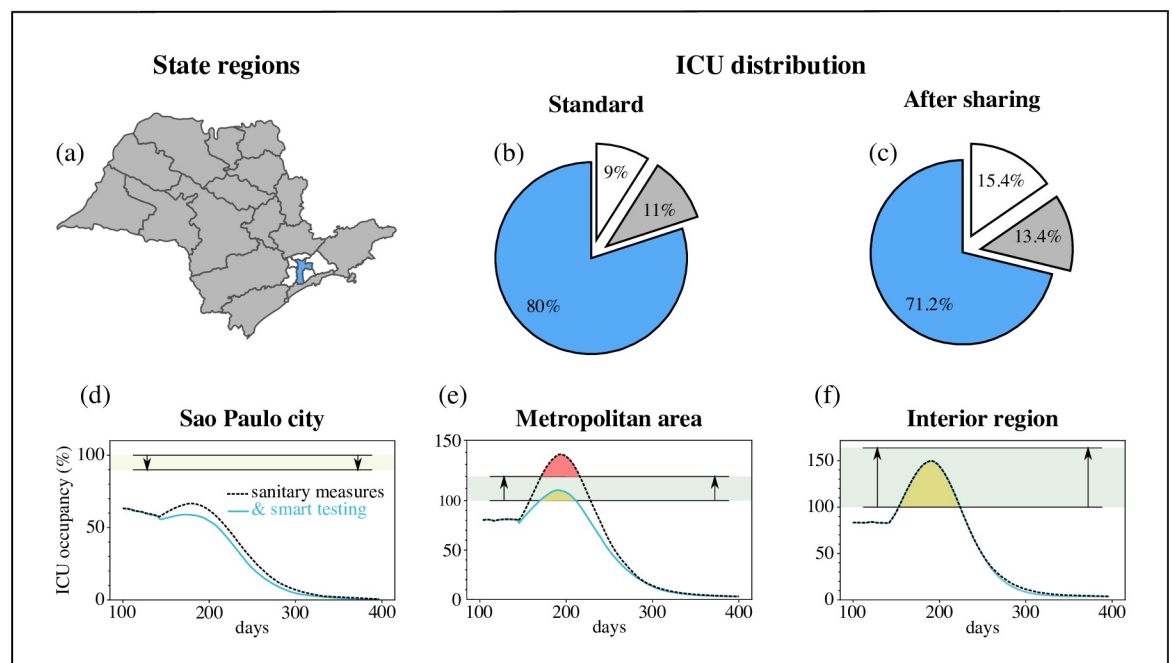 State regions
ICU distribution
Standard
After sharing
(a)
(b)
(c)
9%
11%
80%
15.4%
13.4%
71.2%
(d)
(e)
(f)
Sao Paulo city
Metropolitan area
Interior region
ICU occupancy (%)
100
50
0
sanitary measures
& smart testing
100
200
300
400
days
150
100
50
0
100
200
300
400
days
150
100
50
0
100
200
300
400
days